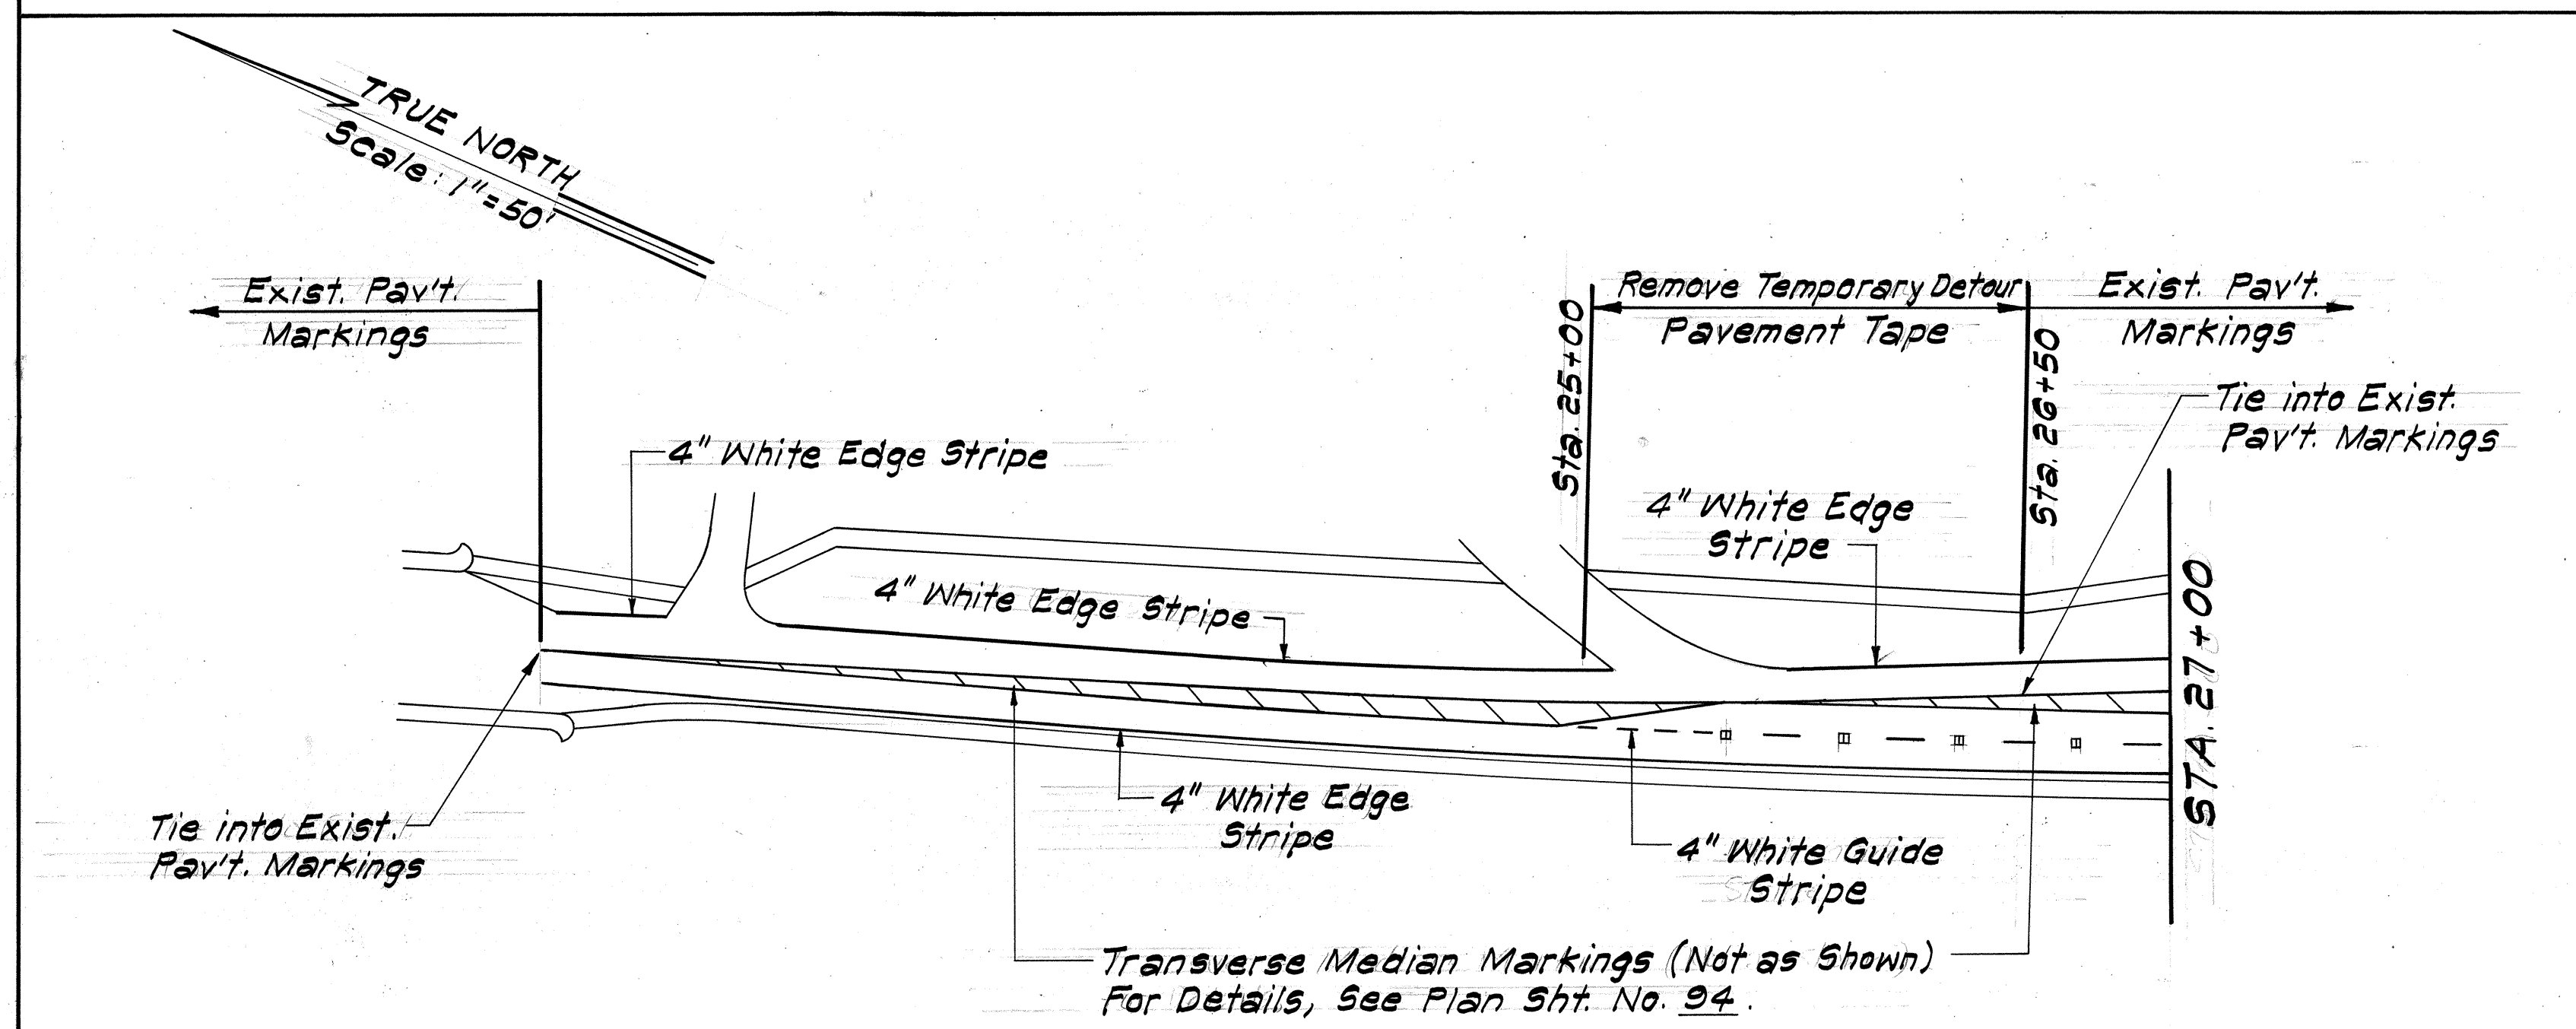 TRUE NORTH
Scale: 1"=50'
Exist. Pav't.
Markings
Remove Temporary Detour
Pavement Tape
Exist. Pav't.
Markings
Sta. 25+00
Sta. 26+50
Tie into Exist.
Pav't. Markings
4" White Edge Stripe
4" White Edge
Stripe
4" White Edge Stripe
STA. 27+00
4" White Edge
Stripe
Tie into Exist.
Pav't. Markings
4" White Guide
Stripe
Transverse Median Markings (Not as Shown)
For Details, See Plan Sht. No. 94.